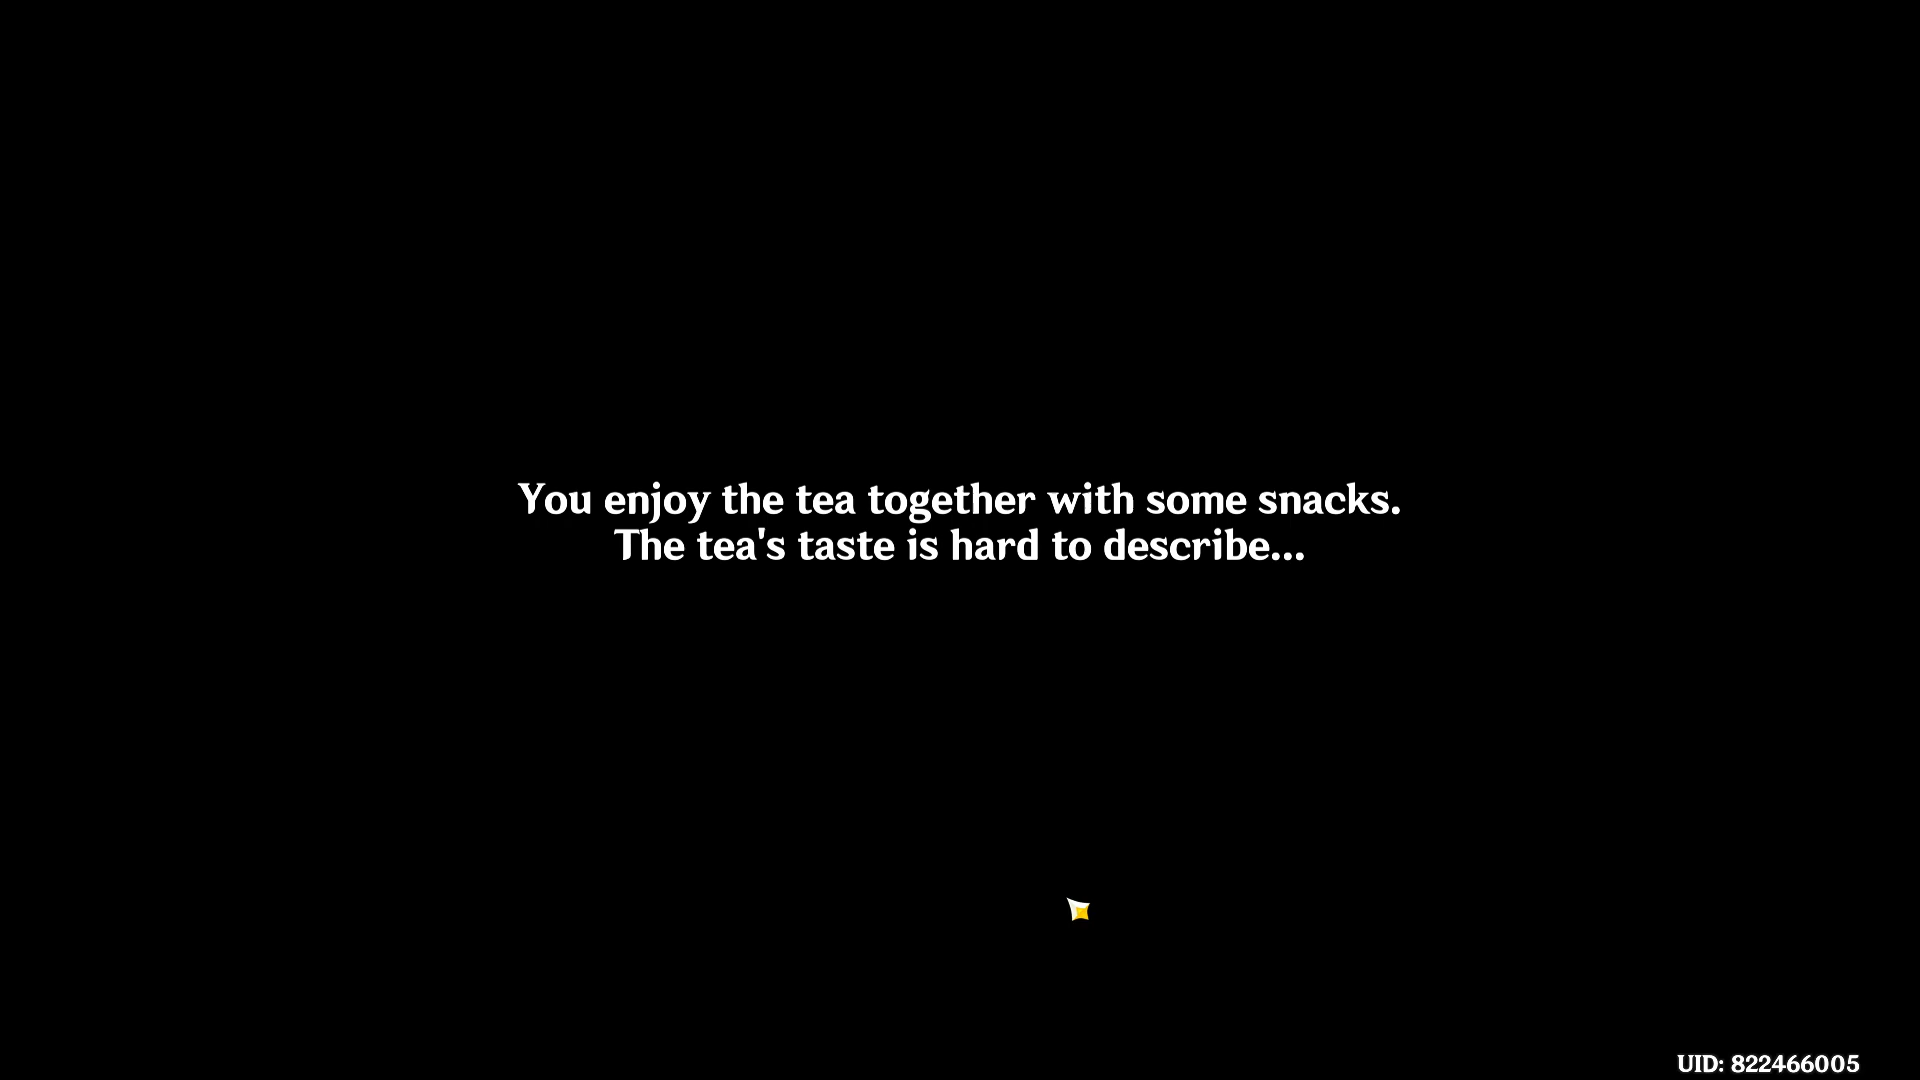 You enjoy the tea together with some snacks.
The tea's taste is hard to describe...
UID: 822466005